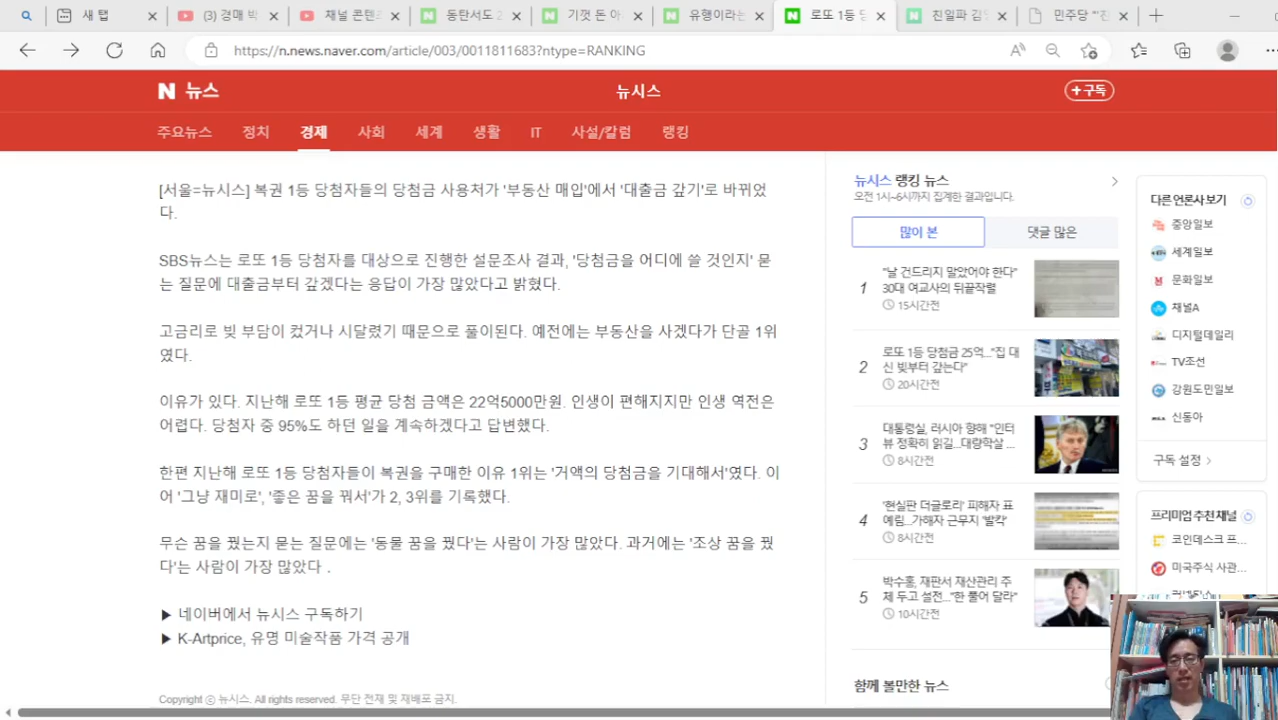 새 탭
(3) 경매 박
채널 콘텐츠
동탄서도 2
기껏 돈 아
유행이라는
로또 1등 당
친일파 김영
민주당 "'친
https://n.news.naver.com/article/003/0011811683?ntype=RANKING
N 뉴스
뉴시스
+구독
주요뉴스 정치 경제 사회 세계 생활 IT 사설/칼럼 랭킹
[서울=뉴시스] 복권 1등 당첨자들의 당첨금 사용처가 '부동산 매입'에서 '대출금 갚기'로 바뀌었
다.
SBS뉴스는 로또 1등 당첨자를 대상으로 진행한 설문조사 결과, '당첨금을 어디에 쓸 것인지' 묻
는 질문에 대출금부터 갚겠다는 응답이 가장 많았다고 밝혔다.
고금리로 빚 부담이 컸거나 시달렸기 때문으로 풀이된다. 예전에는 부동산을 사겠다가 단골 1위
였다.
이유가 있다. 지난해 로또 1등 평균 당첨 금액은 22억5000만원. 인생이 편해지지만 인생 역전은
어렵다. 당첨자 중 95%도 하던 일을 계속하겠다고 답변했다.
한편 지난해 로또 1등 당첨자들이 복권을 구매한 이유 1위는 '거액의 당첨금을 기대해서'였다. 이
어 '그냥 재미로', '좋은 꿈을 꿔서'가 2, 3위를 기록했다.
무슨 꿈을 꿨는지 묻는 질문에는 '동물 꿈을 꿨다'는 사람이 가장 많았다. 과거에는 '조상 꿈을 꿨
다'는 사람이 가장 많았다 .
▶ 네이버에서 뉴시스 구독하기
▶ K-Artprice, 유명 미술작품 가격 공개
Copyright ⓒ 뉴시스. All rights reserved. 무단 전재 및 재배포 금지.
뉴시스 랭킹 뉴스
오전 1시~6시까지 집계한 결과입니다.
많이 본
댓글 많은
1
"날 건드리지 말았어야 한다"
30대 여교사의 뒤끝작렬
15시간전
2
로또 1등 당첨금 25억…"집 대
신 빚부터 갚는다"
20시간전
3
대통령실, 러시아 향해 "인터
뷰 정확히 읽길…대량학살 ...
8시간전
4
'현실판 더글로리' 피해자 표
예림…가해자 근무지 '발칵'
8시간전
5
박수홍, 재판서 재산관리 주
체 두고 설전…"한 풀어 달라"
10시간전
함께 볼만한 뉴스
다른 언론사 보기
중앙일보
세계일보
문화일보
채널A
디지털데일리
TV조선
강원도민일보
신동아
구독 설정
프리미엄 추천 채널
코인데스크 프...
미국주식 사관...